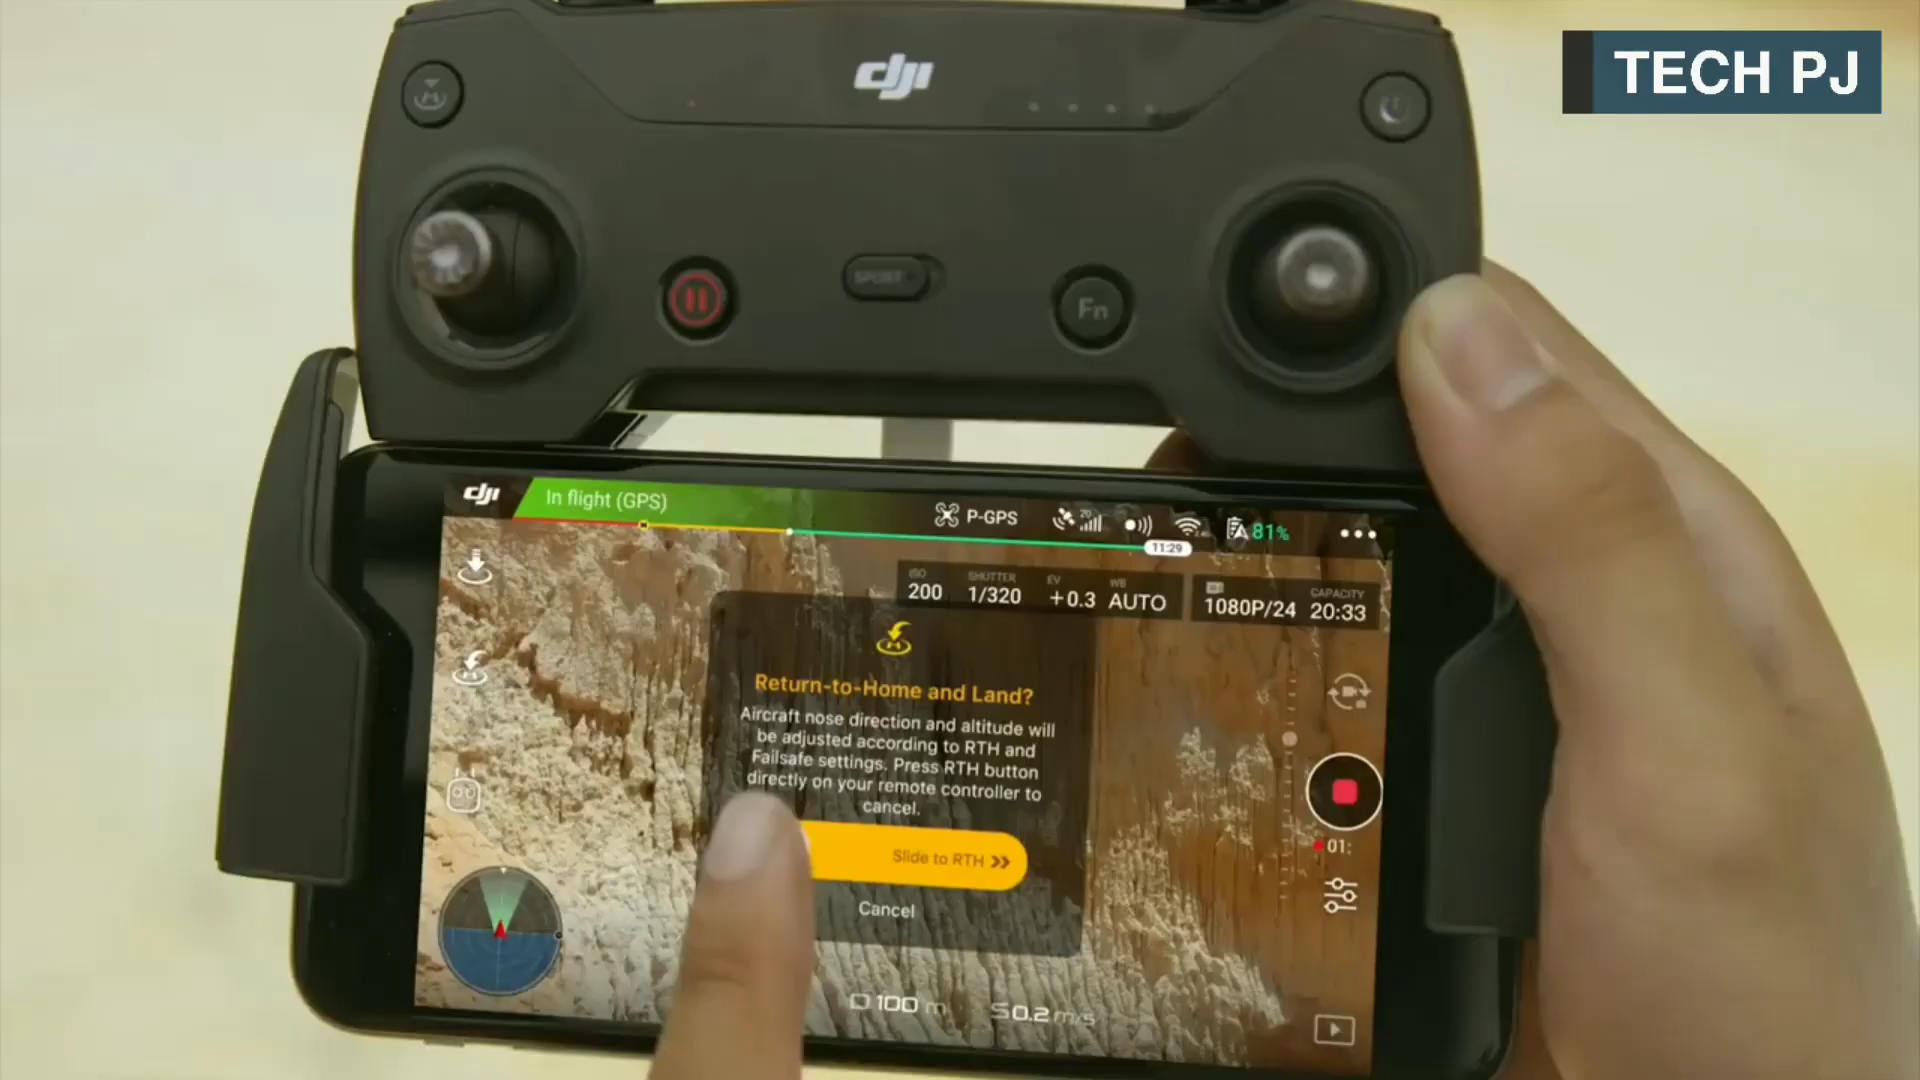 TECH PJ
dji
SPORT
Fn
dji
In flight (GPS)
P-GPS
20
81%
11:29
ISO
200
SHUTTER
1/320
EV
+0.3
WB
AUTO
1080P/24
CAPACITY
20:33
Return-to-Home and Land?
Aircraft nose direction and altitude will
be adjusted according to RTH and
Failsafe settings. Press RTH button
directly on your remote controller to
cancel.
Slide to RTH
Cancel
01:
D 100 m
S 0.2 m/s